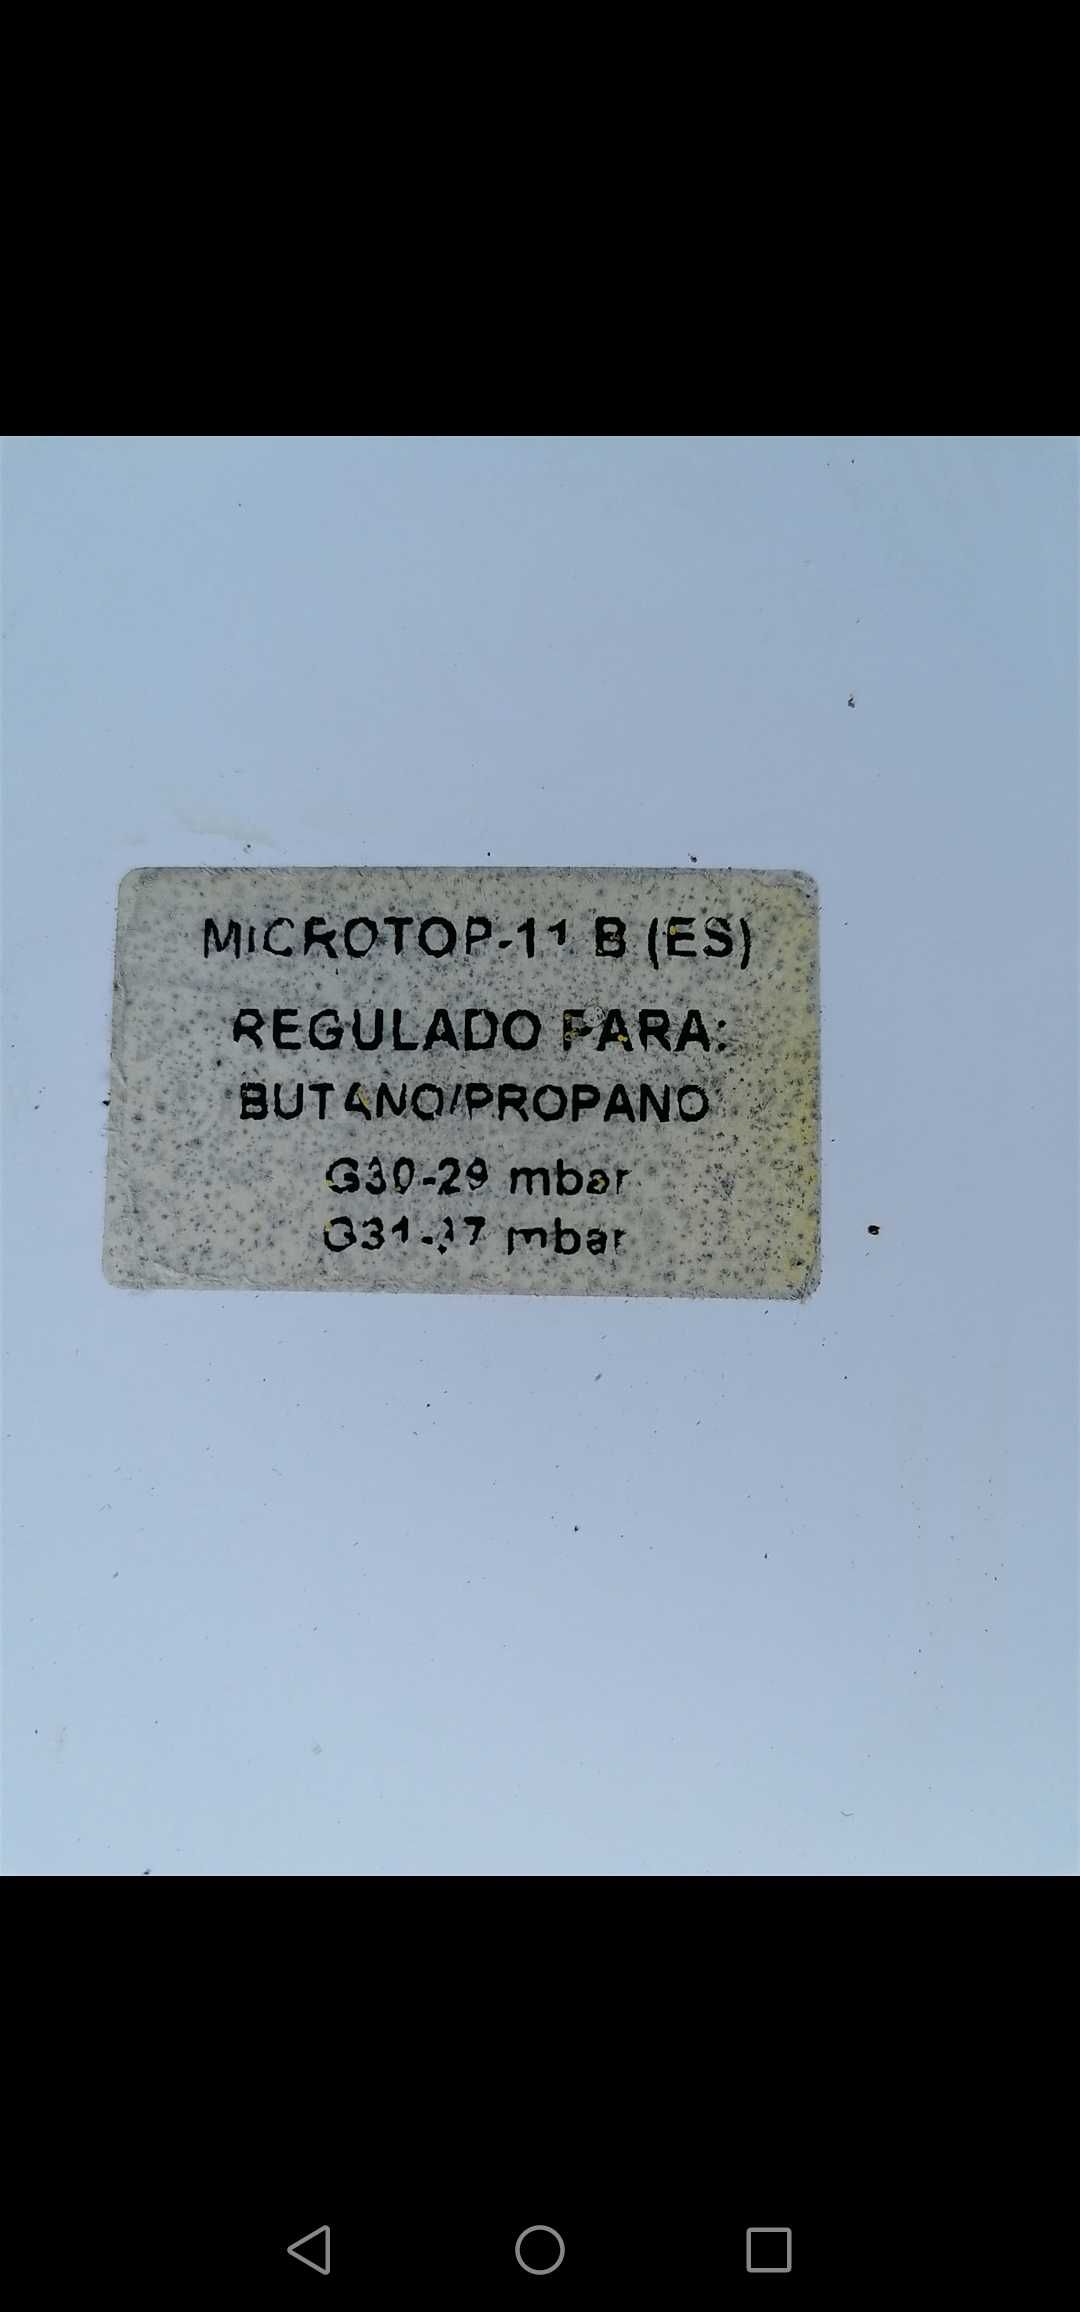 MICROTOP-11 B (ES)
REGULADO PARA:
BUTANO/PROPANO
G30-29 mbar
G31-37 mbar